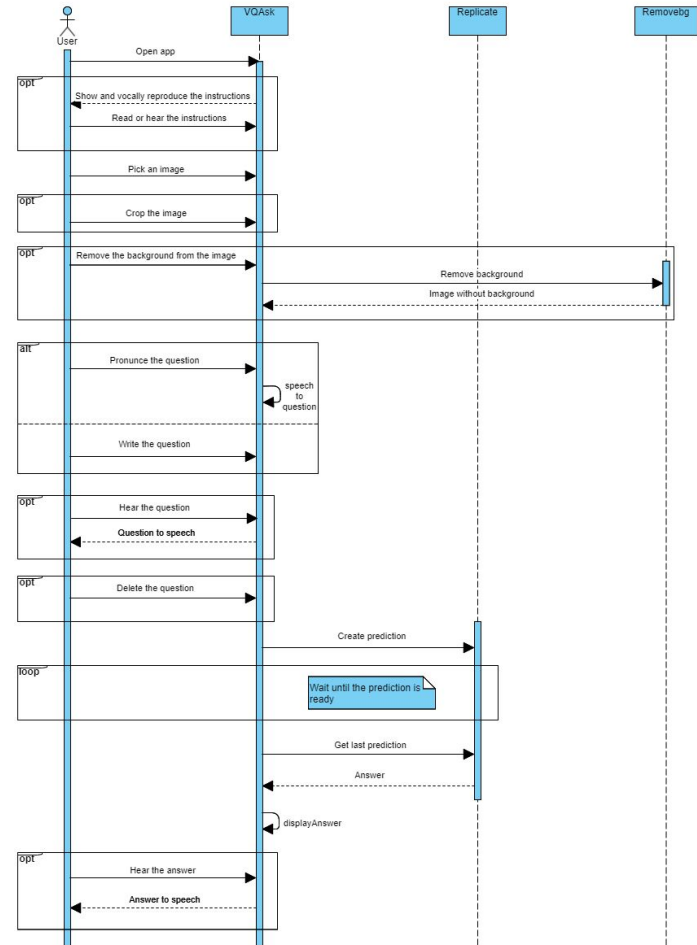 User
VQAsk
Replicate
Removebg
Open app
opt
Show and vocally reproduce the instructions
Read or hear the instructions
Pick an image
opt
Crop the image
opt
Remove the background from the image
Remove background
Image without background
alt
Pronunce the question
speech
to
question
Write the question
opt
Hear the question
Question to speech
opt
Delete the question
Create prediction
loop
Wait until the prediction is
ready
Get last prediction
Answer
displayAnswer
opt
Hear the answer
Answer to speech